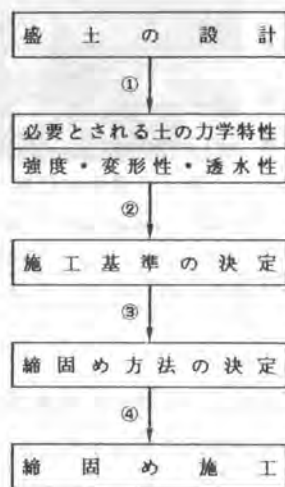 盛土の設計
①
必要とされる土の力学特性
強度・変形性・透水性
②
施工基準の決定
③
締固め方法の決定
④
締固め施工